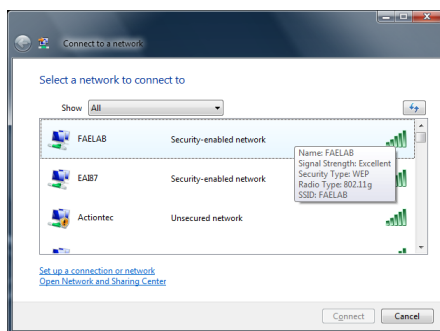 Connect to a network
Select a network to connect to
Show All
FAELAB Security-enabled network
Name: FAELAB
Signal Strength: Excellent
Security Type: WEP
Radio Type: 802.11g
SSID: FAELAB
EAI87 Security-enabled network
Actiontec Unsecured network
Set up a connection or network
Open Network and Sharing Center
Connect Cancel